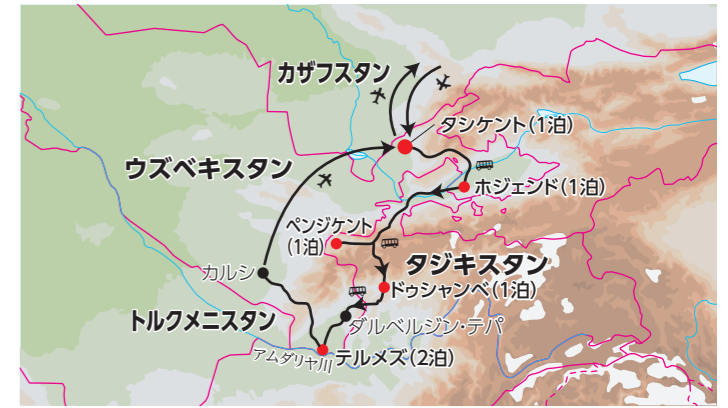 カザフスタン
タシケント(1泊)
ウズベキスタン
ホジェンド(1泊)
ペンジケント
(1泊)
タジキスタン
カルシ
ドゥシャンベ(1泊)
トルクメニスタン
ダルベルジン・テパ
アムダリヤ川
テルメズ(2泊)